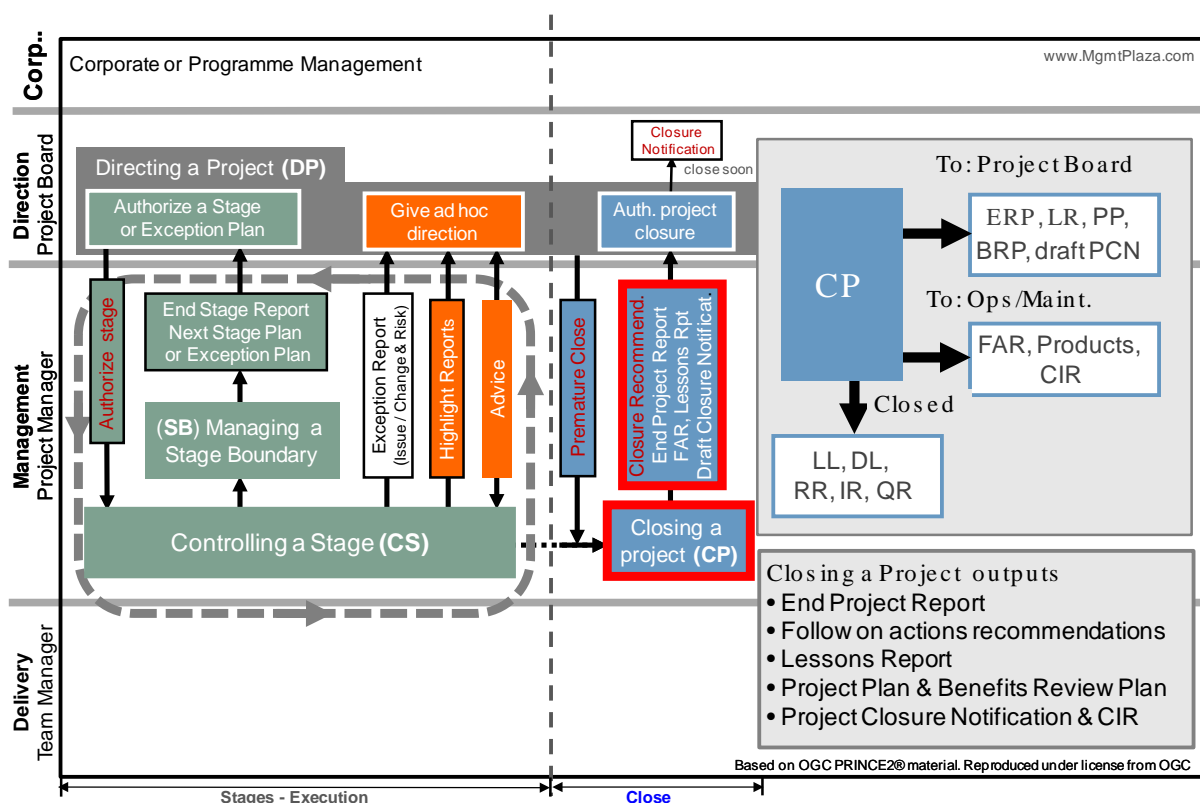 Corp..
Corporate or Programme Management
www.MgmtPlaza.com
Direction
Project Board
Directing a Project (DP)
Authorize a Stage
or Exception Plan
Give ad hoc
direction
Closure
Notification
close soon
Auth. project
closure
Management
Project Manager
Authorize stage
End Stage Report
Next Stage Plan
or Exception Plan
(SB) Managing a
Stage Boundary
Exception Report
(Issue / Change & Risk)
Highlight Reports
Advice
Premature Close
Closure Recommend.
End Project Report
FAR, Lessons Rpt
Draft Closure Notificat.
Controlling a Stage (CS)
Closing a
project (CP)
To: Project Board
CP
ERP, LR, PP,
BRP, draft PCN
To: Ops/Maint.
FAR, Products,
CIR
Closed
LL, DL,
RR, IR, QR
Delivery
Team Manager
Closing a Project outputs
• End Project Report
• Follow on actions recommendations
• Lessons Report
• Project Plan & Benefits Review Plan
• Project Closure Notification & CIR
Based on OGC PRINCE2® material. Reproduced under license from OGC
Stages - Execution
Close